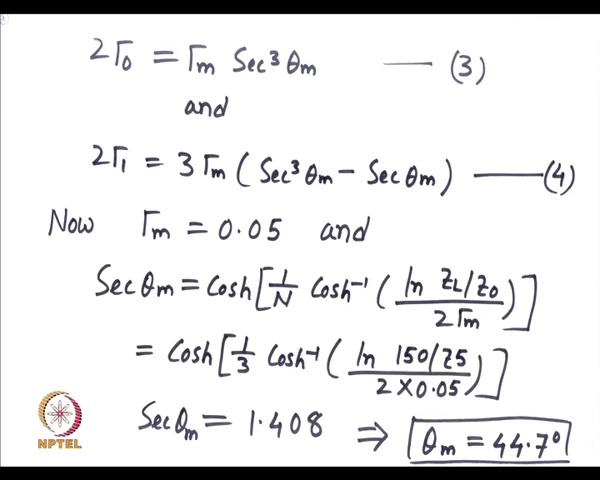 2Γ₀ = Γm Sec³ θm —— (3)
and
2Γ₁ = 3 Γm ( Sec³ θm − Sec θm ) —— (4)
Now Γm = 0.05 and
Sec θm = Cosh [ 1/N Cosh⁻¹ ( ln ZL/Z0 / 2Γm ) ]
= Cosh [ 1/3 Cosh⁻¹ ( ln 150/75 / 2 × 0.05 ) ]
Sec θm = 1.408 ⇒ θm = 44.7°
NPTEL